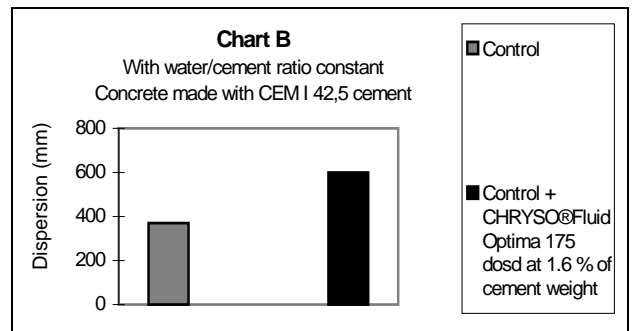 Chart B
With water/cement ratio constant
Concrete made with CEM I 42,5 cement
Dispersion (mm)
800
600
400
200
0
Control
Control +
CHRYSO®Fluid
Optima 175
dosd at 1.6 % of
cement weight